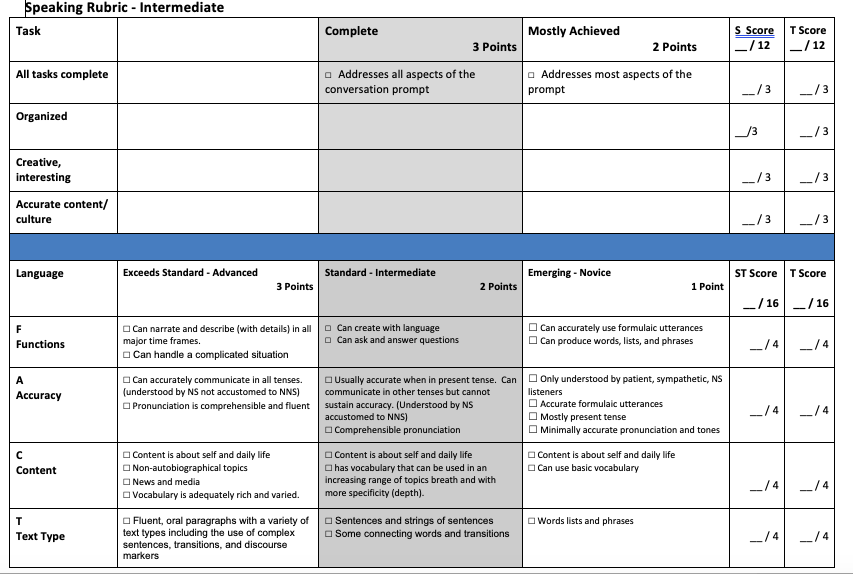 Speaking Rubric - Intermediate
Task
Complete
3 Points
Mostly Achieved
2 Points
S Score
__ / 12
T Score
__ / 12
All tasks complete
☐ Addresses all aspects of the
conversation prompt
☐ Addresses most aspects of the
prompt
__ / 3
__ / 3
Organized
__/3
__ / 3
Creative,
interesting
__ / 3
__ / 3
Accurate content/
culture
__ / 3
__ / 3
Language
Exceeds Standard - Advanced
3 Points
Standard - Intermediate
2 Points
Emerging - Novice
1 Point
ST Score
__ / 16
T Score
__ / 16
F
Functions
☐ Can narrate and describe (with details) in all
major time frames.
☐ Can handle a complicated situation
☐ Can create with language
☐ Can ask and answer questions
☐ Can accurately use formulaic utterances
☐ Can produce words, lists, and phrases
__ / 4
__ / 4
A
Accuracy
☐ Can accurately communicate in all tenses.
(understood by NS not accustomed to NNS)
☐ Pronunciation is comprehensible and fluent
☐ Usually accurate when in present tense. Can
communicate in other tenses but cannot
sustain accuracy. (Understood by NS
accustomed to NNS)
☐ Comprehensible pronunciation
☐ Only understood by patient, sympathetic, NS
listeners
☐ Accurate formulaic utterances
☐ Mostly present tense
☐ Minimally accurate pronunciation and tones
__ / 4
__ / 4
C
Content
☐ Content is about self and daily life
☐ Non-autobiographical topics
☐ News and media
☐ Vocabulary is adequately rich and varied.
☐ Content is about self and daily life
☐ has vocabulary that can be used in an
increasing range of topics breath and with
more specificity (depth).
☐ Content is about self and daily life
☐ Can use basic vocabulary
__ / 4
__ / 4
T
Text Type
☐ Fluent, oral paragraphs with a variety of
text types including the use of complex
sentences, transitions, and discourse
markers
☐ Sentences and strings of sentences
☐ Some connecting words and transitions
☐ Words lists and phrases
__ / 4
__ / 4